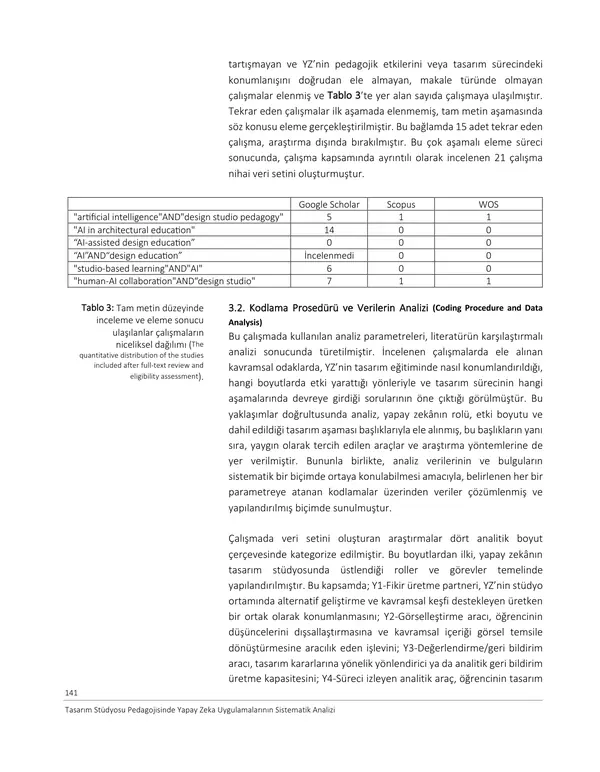 tartışmayan ve YZ’nin pedagojik etkilerini veya tasarım sürecindeki
konumlanışını doğrudan ele almayan, makale türünde olmayan
çalışmalar elenmiş ve Tablo 3’te yer alan sayıda çalışmaya ulaşılmıştır.
Tekrar eden çalışmalar ilk aşamada elenmemiş, tam metin aşamasında
söz konusu eleme gerçekleştirilmiştir. Bu bağlamda 15 adet tekrar eden
çalışma, araştırma dışında bırakılmıştır. Bu çok aşamalı eleme süreci
sonucunda, çalışma kapsamında ayrıntılı olarak incelenen 21 çalışma
nihai veri setini oluşturmuştur.
Google Scholar Scopus WOS
"artificial intelligence"AND"design studio pedagogy" 5 1 1
"AI in architectural education" 14 0 0
“AI-assisted design education” 0 0 0
“AI”AND“design education” İncelenmedi 0 0
"studio-based learning"AND"AI" 6 0 0
"human-AI collaboration"AND"design studio" 7 1 1
Tablo 3: Tam metin düzeyinde
inceleme ve eleme sonucu
ulaşılanlar çalışmaların
niceliksel dağılımı (The
quantitative distribution of the studies
included after full-text review and
eligibility assessment).
3.2. Kodlama Prosedürü ve Verilerin Analizi (Coding Procedure and Data
Analysis)
Bu çalışmada kullanılan analiz parametreleri, literatürün karşılaştırmalı
analizi sonucunda türetilmiştir. İncelenen çalışmalarda ele alınan
kavramsal odaklarda, YZ’nin tasarım eğitiminde nasıl konumlandırıldığı,
hangi boyutlarda etki yarattığı yönleriyle ve tasarım sürecinin hangi
aşamalarında devreye girdiği sorularının öne çıktığı görülmüştür. Bu
yaklaşımlar doğrultusunda analiz, yapay zekânın rolü, etki boyutu ve
dahil edildiği tasarım aşaması başlıklarıyla ele alınmış, bu başlıkların yanı
sıra, yaygın olarak tercih edilen araçlar ve araştırma yöntemlerine de
yer verilmiştir. Bununla birlikte, analiz verilerinin ve bulguların
sistematik bir biçimde ortaya konulabilmesi amacıyla, belirlenen her bir
parametreye atanan kodlamalar üzerinden veriler çözümlenmiş ve
yapılandırılmış biçimde sunulmuştur.
Çalışmada veri setini oluşturan araştırmalar dört analitik boyut
çerçevesinde kategorize edilmiştir. Bu boyutlardan ilki, yapay zekânın
tasarım stüdyosunda üstlendiği roller ve görevler temelinde
yapılandırılmıştır. Bu kapsamda; Y1-Fikir üretme partneri, YZ’nin stüdyo
ortamında alternatif geliştirme ve kavramsal keşfi destekleyen üretken
bir ortak olarak konumlanmasını; Y2-Görselleştirme aracı, öğrencinin
düşüncelerini dışsallaştırmasına ve kavramsal içeriği görsel temsile
dönüştürmesine aracılık eden işlevini; Y3-Değerlendirme/geri bildirim
aracı, tasarım kararlarına yönelik yönlendirici ya da analitik geri bildirim
üretme kapasitesini; Y4-Süreci izleyen analitik araç, öğrencinin tasarım
141
Tasarım Stüdyosu Pedagojisinde Yapay Zeka Uygulamalarının Sistematik Analizi